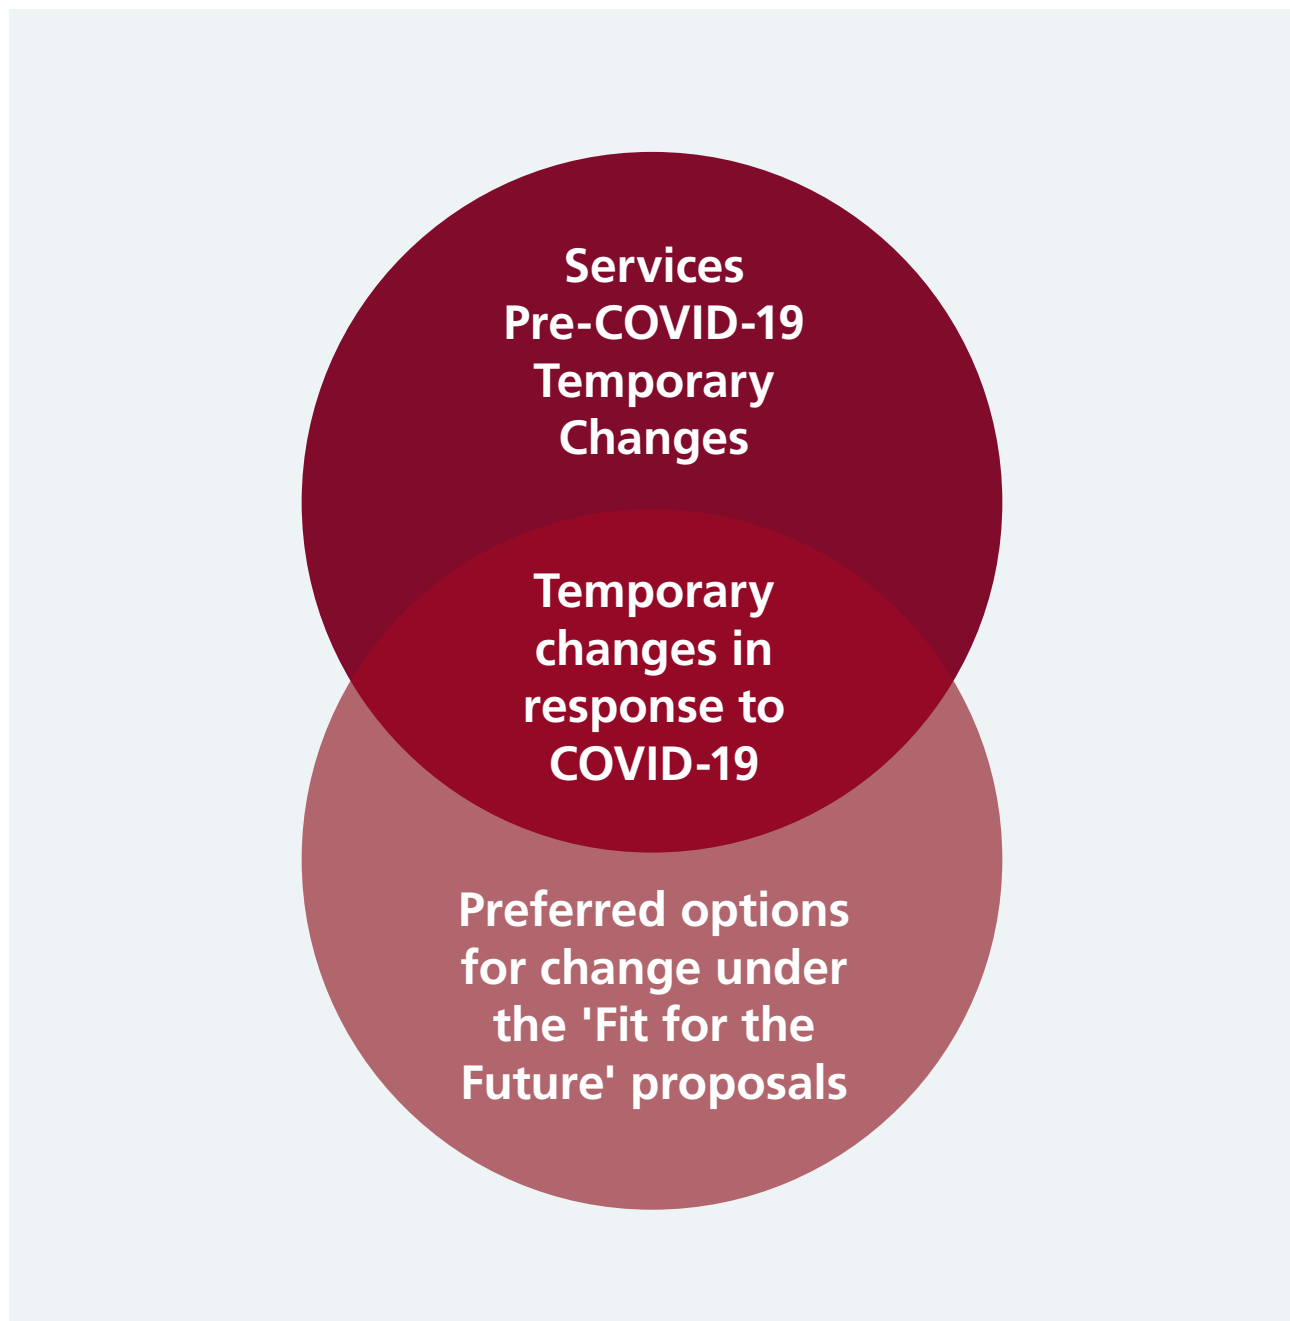 Services
Pre-COVID-19
Temporary
Changes
Temporary
changes in
response to
COVID-19
Preferred options
for change under
the 'Fit for the
Future' proposals